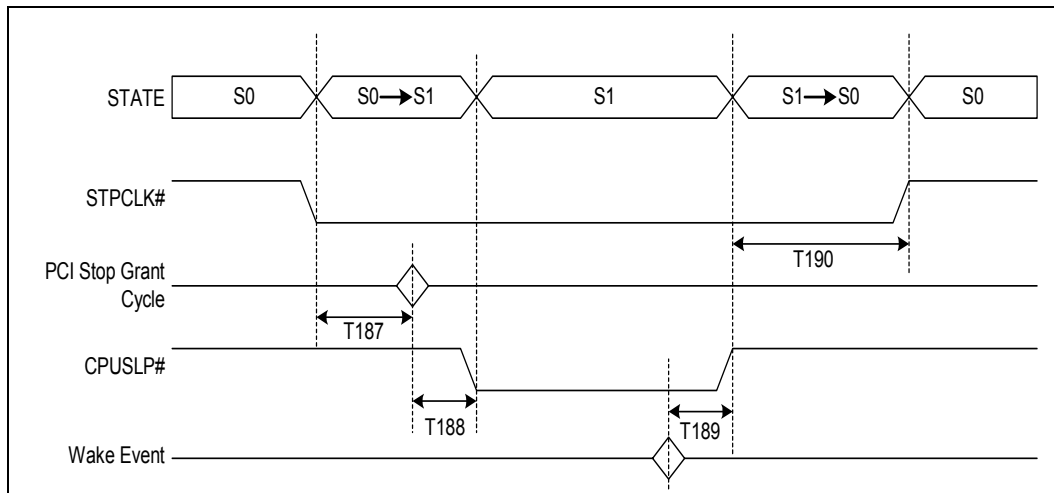 STATE S0 S0→S1 S1 S1→S0 S0
STPCLK#
T190
PCI Stop Grant
Cycle
T187
CPUSLP#
T188
T189
Wake Event